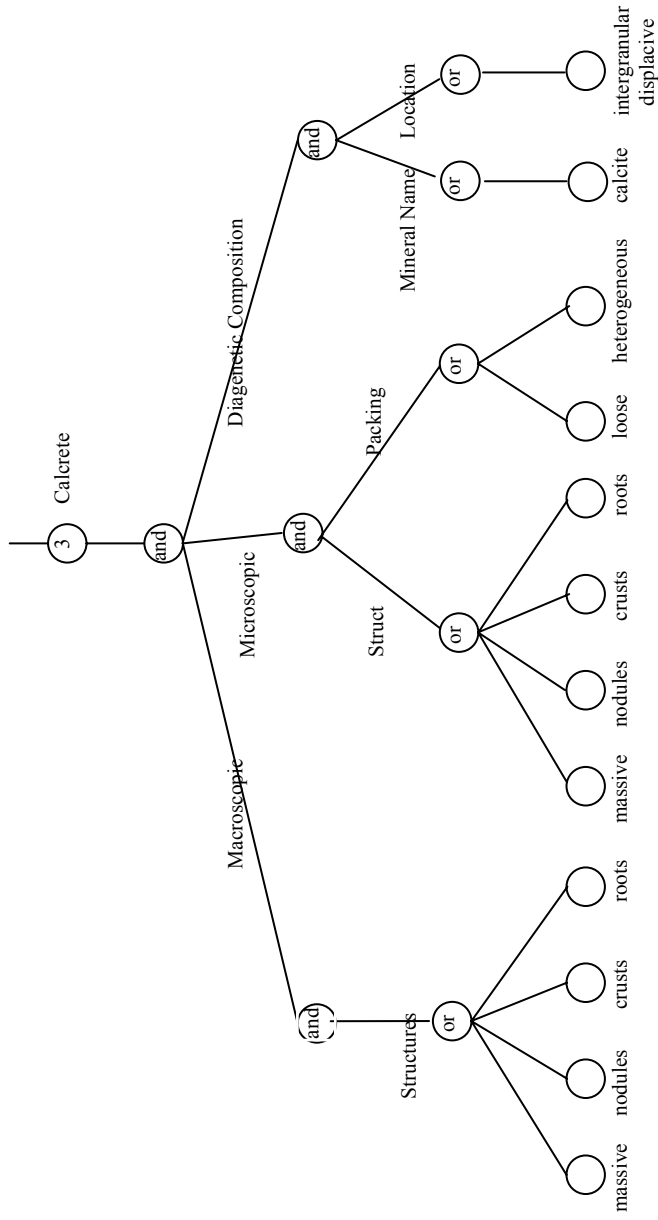 3
Calcrete
and
Macroscopic
Microscopic
Diagenetic Composition
and
and
and
Structures
Struct
Packing
Mineral Name
Location
or
or
or
or
or
massive
nodules
crusts
roots
massive
nodules
crusts
roots
loose
heterogeneous
calcite
intergranular
displacive